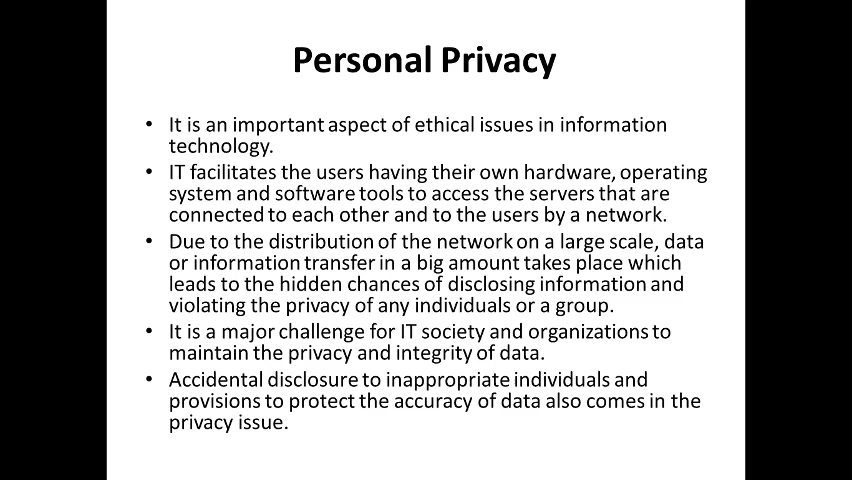 Personal Privacy
• It is an important aspect of ethical issues in information
technology.
• IT facilitates the users having their own hardware, operating
system and software tools to access the servers that are
connected to each other and to the users by a network.
• Due to the distribution of the network on a large scale, data
or information transfer in a big amount takes place which
leads to the hidden chances of disclosing information and
violating the privacy of any individuals or a group.
• It is a major challenge for IT society and organizations to
maintain the privacy and integrity of data.
• Accidental disclosure to inappropriate individuals and
provisions to protect the accuracy of data also comes in the
privacy issue.